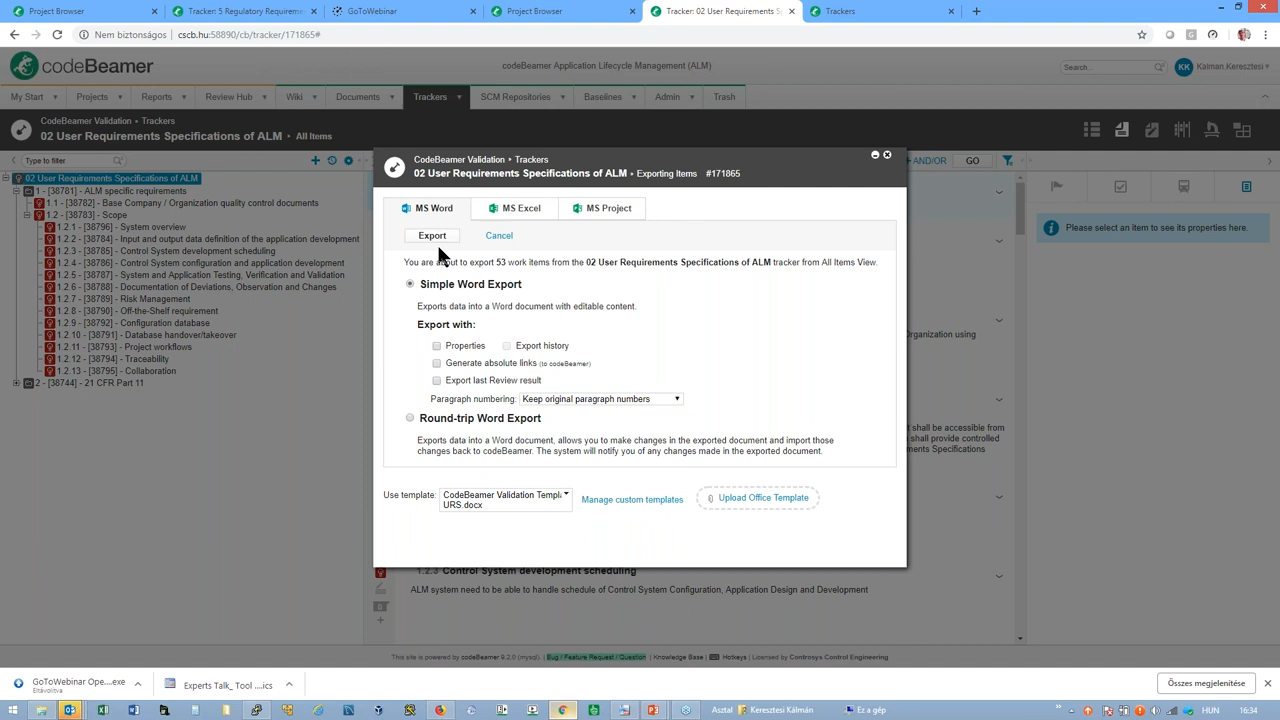 Project Browser
Tracker: 5 Regulatory Requireme
GoToWebinar
Project Browser
Tracker: 02 User Requirements S
Trackers
Nem biztonságos | cscb.hu:58890/cb/tracker/171865#
codeBeamer
codeBeamer Application Lifecycle Management (ALM)
Search...
KK
Kalman.Keresztesi
My Start
Projects
Reports
Review Hub
Wiki
Documents
Trackers
SCM Repositories
Baselines
Admin
Trash
CodeBeamer Validation • Trackers
02 User Requirements Specifications of ALM • All Items
Type to filter
AND/OR
GO
02 User Requirements Specifications of ALM
1 - [38781] - ALM specific requirements
1.1 - [38782] - Base Company / Organization quality control documents
1.2 - [38783] - Scope
1.2.1 - [38796] - System overview
1.2.2 - [38784] - Input and output data definition of the application development
1.2.3 - [38785] - Control System development scheduling
1.2.4 - [38786] - Control System configuration and application development
1.2.5 - [38787] - System and Application Testing, Verification and Validation
1.2.6 - [38788] - Documentation of Deviations, Observation and Changes
1.2.7 - [38789] - Risk Management
1.2.8 - [38790] - Off-the-Shelf requirement
1.2.9 - [38792] - Configuration database
1.2.10 - [38791] - Database handover/takeover
1.2.11 - [38793] - Project workflows
1.2.12 - [38794] - Traceability
1.2.13 - [38795] - Collaboration
2 - [38744] - 21 CFR Part 11
CodeBeamer Validation • Trackers
02 User Requirements Specifications of ALM • Exporting Items #171865
MS Word
MS Excel
MS Project
Export
Cancel
You are about to export 53 work items from the 02 User Requirements Specifications of ALM tracker from All Items View.
Simple Word Export
Exports data into a Word document with editable content.
Export with:
Properties
Export history
Generate absolute links (to codeBeamer)
Export last Review result
Paragraph numbering: Keep original paragraph numbers
Round-trip Word Export
Exports data into a Word document, allows you to make changes in the exported document and import those
changes back to codeBeamer. The system will notify you of any changes made in the exported document.
Use template:
CodeBeamer Validation Templ
URS.docx
Manage custom templates
Upload Office Template
Please select an item to see its properties here.
Organization using
t shall be accessible from
shall provide controlled
ments Specifications
1.2.3 Control System development scheduling
ALM system need to be able to handle schedule of Control System Configuration, Application Design and Development
This site is powered by codeBeamer 9.2.0 (mysql). | Bug / Feature Request / Question | Knowledge Base | Hotkeys | Licensed by Controsys Control Engineering
GoToWebinar Ope....exe
Eltávolítva
Experts Talk_ Tool ....ics
Összes megjelenítése
Asztal
Keresztesi Kálmán
Ez a gép
HUN
16:34